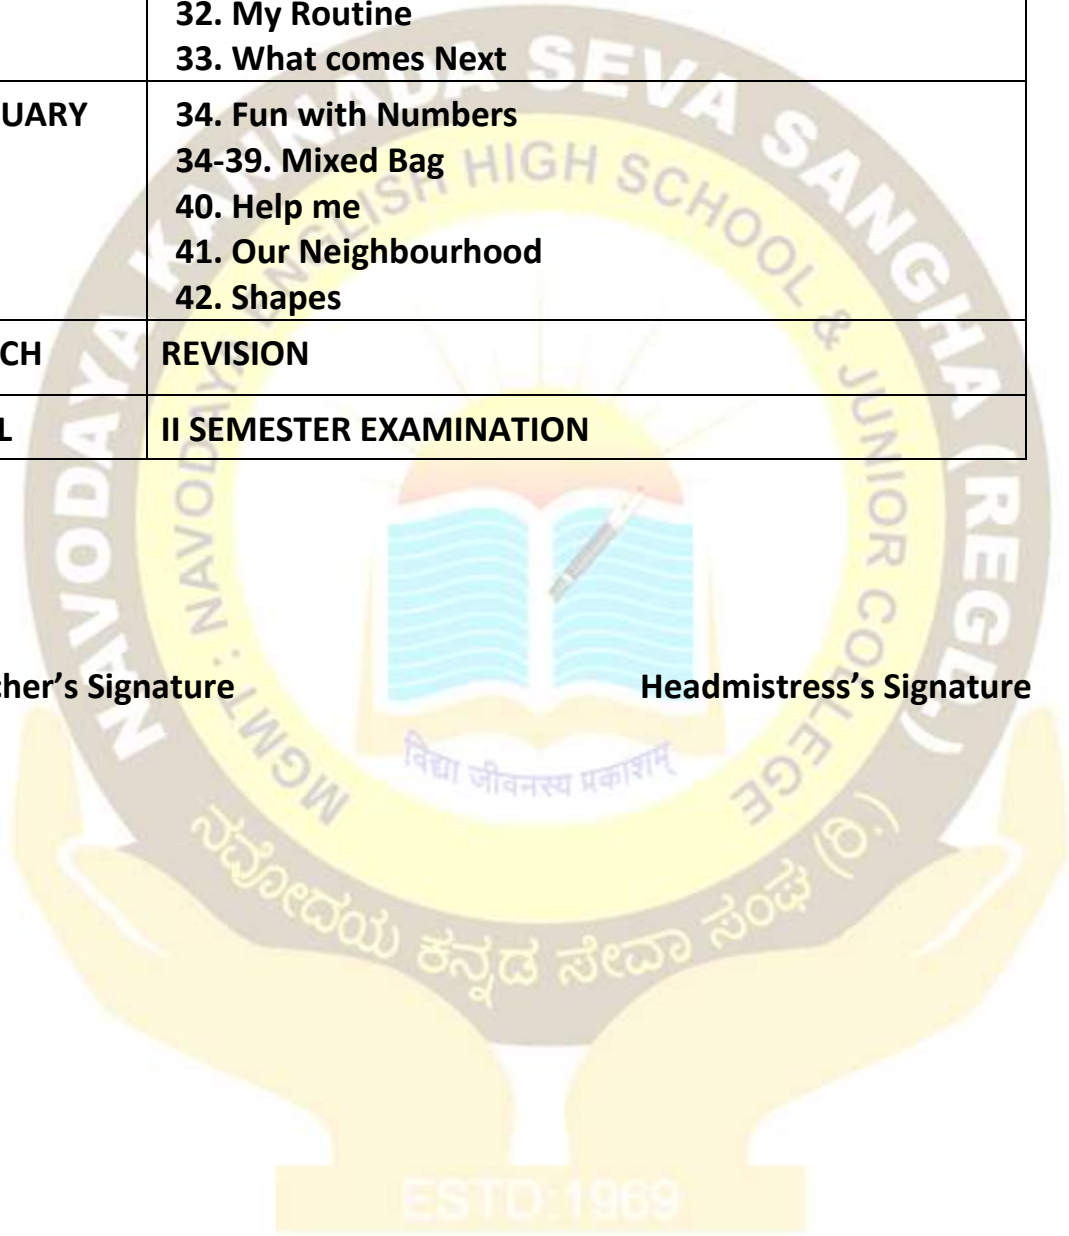 32. My Routine
33. What comes Next
UARY
34. Fun with Numbers
34-39. Mixed Bag
40. Help me
41. Our Neighbourhood
42. Shapes
CH REVISION
L II SEMESTER EXAMINATION
cher’s Signature Headmistress’s Signature
NAVODAYA KANNADA SEVA SANGHA (REGD.)
MGMT : NAVODAYA ENGLISH HIGH SCHOOL & JUNIOR COLLEGE
विद्या जीवनस्य प्रकाशम्
ನವೋದಯ ಕನ್ನಡ ಸೇವಾ ಸಂಘ (ರಿ.)
ESTD:1969